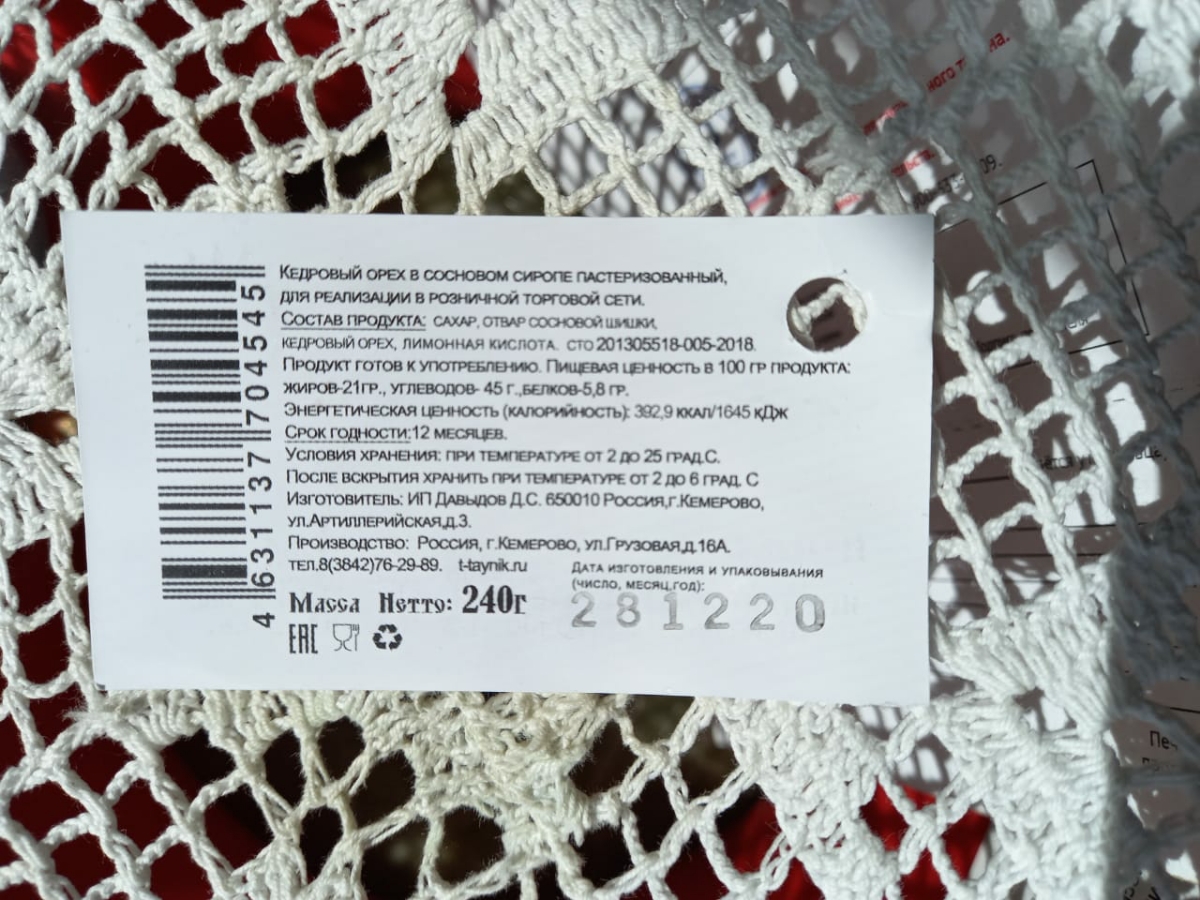 Кедровый орех в сосновом сиропе пастеризованный,
для реализации в розничной торговой сети.
Состав продукта: сахар, отвар сосновой шишки,
кедровый орех, лимонная кислота. сто 201305518-005-2018.
Продукт готов к употреблению. Пищевая ценность в 100 гр продукта:
жиров-21гр., углеводов- 45 г.,белков-5,8 гр.
Энергетическая ценность (калорийность): 392,9 ккал/1645 кДж
Срок годности:12 месяцев.
Условия хранения: при температуре от 2 до 25 град.С.
После вскрытия хранить при температуре от 2 до 6 град. С
Изготовитель: ИП Давыдов Д.С. 650010 Россия,г.Кемерово,
ул.Артиллерийская,д.3.
Производство: Россия, г.Кемерово, ул.Грузовая,д.16А.
тел.8(3842)76-29-89. t-taynik.ru
Дата изготовления и упаковывания
(число, месяц,год):
281220
Масса Нетто: 240г
EAC
4 631137 704545